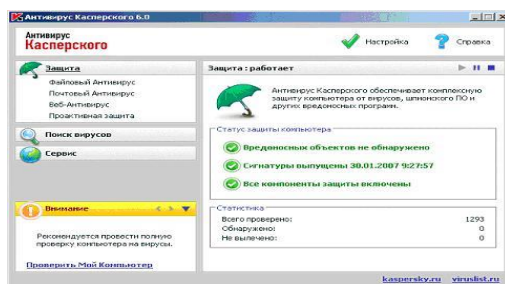 Антивирус Касперского 6.0
Антивирус
Касперского
Настройка
Справка
Защита
Файловый Антивирус
Почтовый Антивирус
Веб-Антивирус
Проактивная защита
Поиск вирусов
Сервис
Внимание
Рекомендуется провести полную
проверку компьютера на вирусы.
Проверить Мой Компьютер
Защита : работает
Антивирус Касперского обеспечивает комплексную
защиту компьютера от вирусов, шпионского ПО и
других вредоносных программ.
Статус защиты компьютера
Вредоносных объектов не обнаружено
Сигнатуры выпущены 30.01.2007 9:27:57
Все компоненты защиты включены
Статистика
Всего проверено: 1293
Обнаружено: 0
Не вылечено: 0
kaspersky.ru viruslist.ru